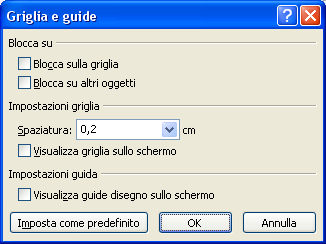 Griglia e guide
Blocca su
Blocca sulla griglia
Blocca su altri oggetti
Impostazioni griglia
Spaziatura: 0,2 cm
Visualizza griglia sullo schermo
Impostazioni guida
Visualizza guide disegno sullo schermo
Imposta come predefinito OK Annulla